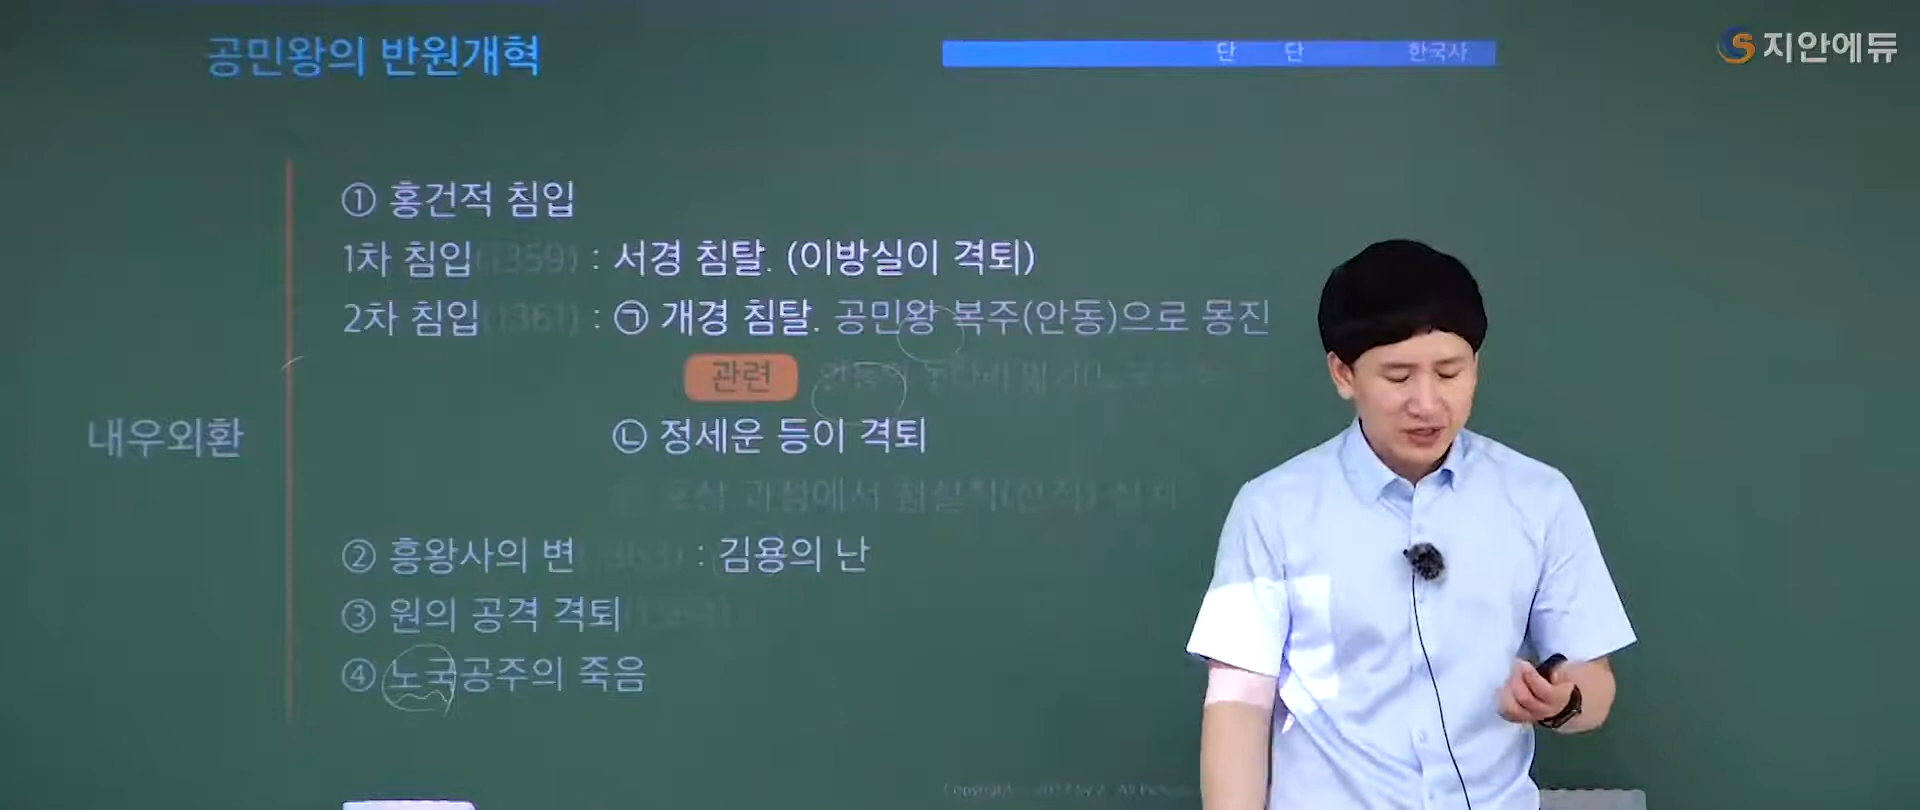 공민왕의 반원개혁
단 단 한국사
지안에듀
① 홍건적 침입
1차 침입(1359) : 서경 침탈. (이방실이 격퇴)
2차 침입(1361) : ㉠ 개경 침탈. 공민왕 복주(안동)으로 몽진
관련
내우외환
㉡ 정세운 등이 격퇴
② 흥왕사의 변(1363) : 김용의 난
③ 원의 공격 격퇴
④ 노국공주의 죽음